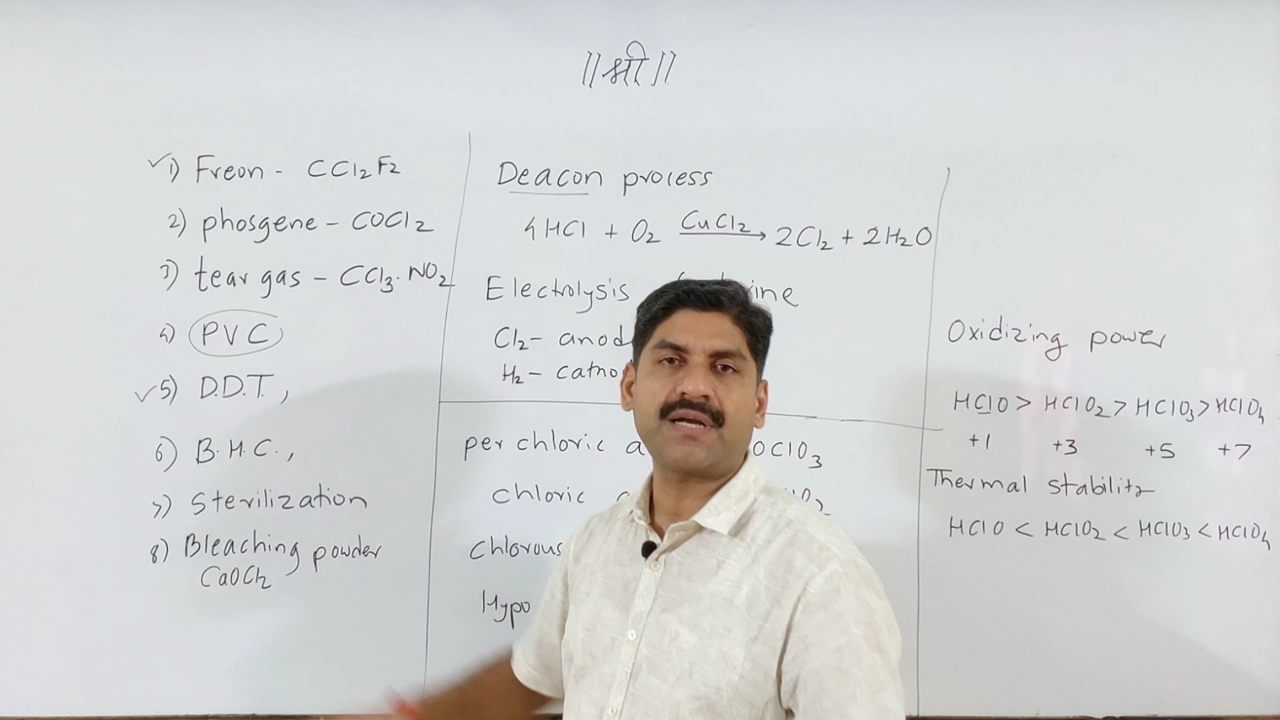 ॥श्री॥
✓1) Freon - CCl2F2
2) phosgene - COCl2
3) tear gas - CCl3.NO2
4) PVC
✓5) D.D.T.,
6) B.H.C.,
7) Sterilization
8) Bleaching powder
CaOCl2
Deacon process
4HCl + O2 CuCl2→ 2Cl2 + 2H2O
Electrolysis
Cl2-
H2-
per chloric
chloric
chlorous
Hypo
Oxidizing power
HClO > HClO2 > HClO3 > HClO4
+1 +3 +5 +7
Thermal stability
HClO < HClO2 < HClO3 < HClO4